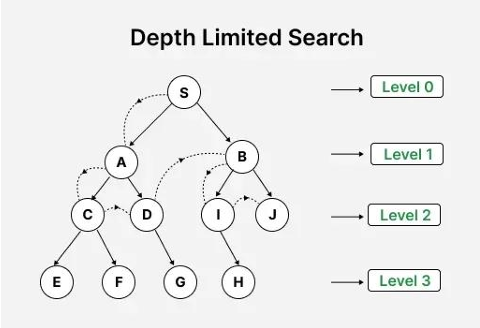 Depth Limited Search
S
Level 0
A
B
Level 1
C
D
I
J
Level 2
E
F
G
H
Level 3